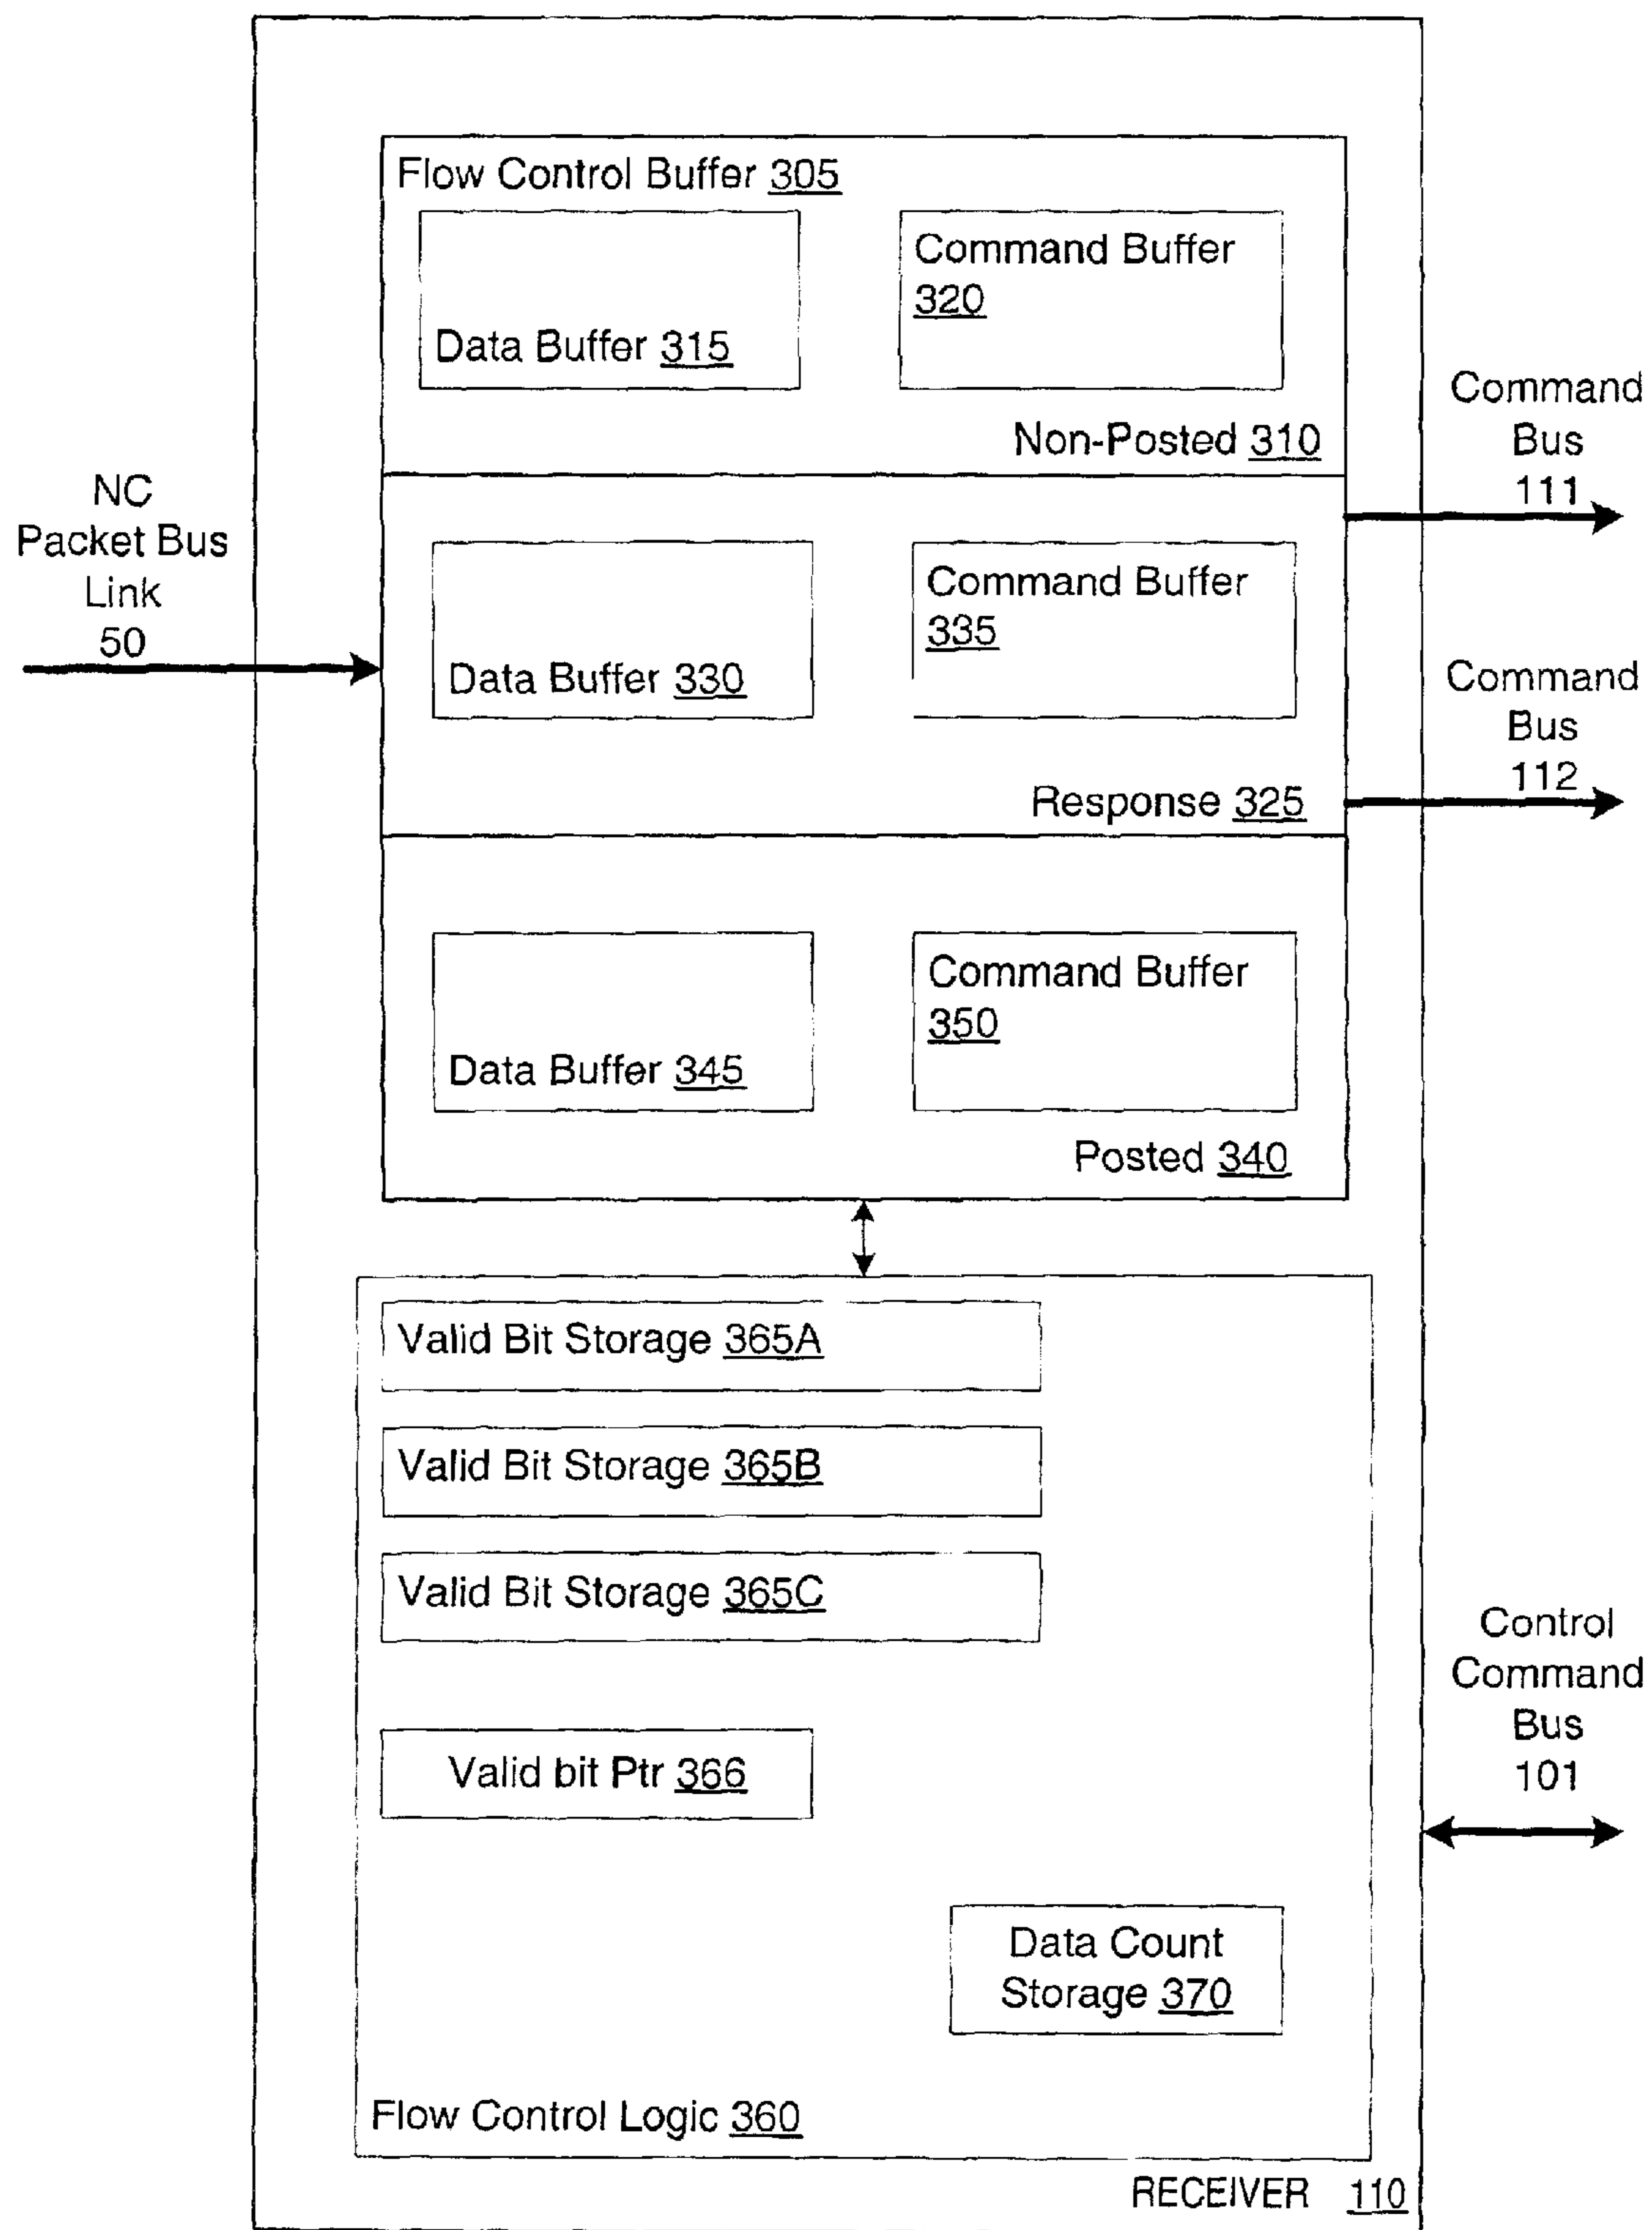 Flow Control Buffer 305
Data Buffer 315
Command Buffer
320
Non-Posted 310
Command
Bus
111
NC
Packet Bus
Link
50
Data Buffer 330
Command Buffer
335
Response 325
Command
Bus
112
Data Buffer 345
Command Buffer
350
Posted 340
Valid Bit Storage 365A
Valid Bit Storage 365B
Valid Bit Storage 365C
Valid bit Ptr 366
Control
Command
Bus
101
Data Count
Storage 370
Flow Control Logic 360
RECEIVER 110